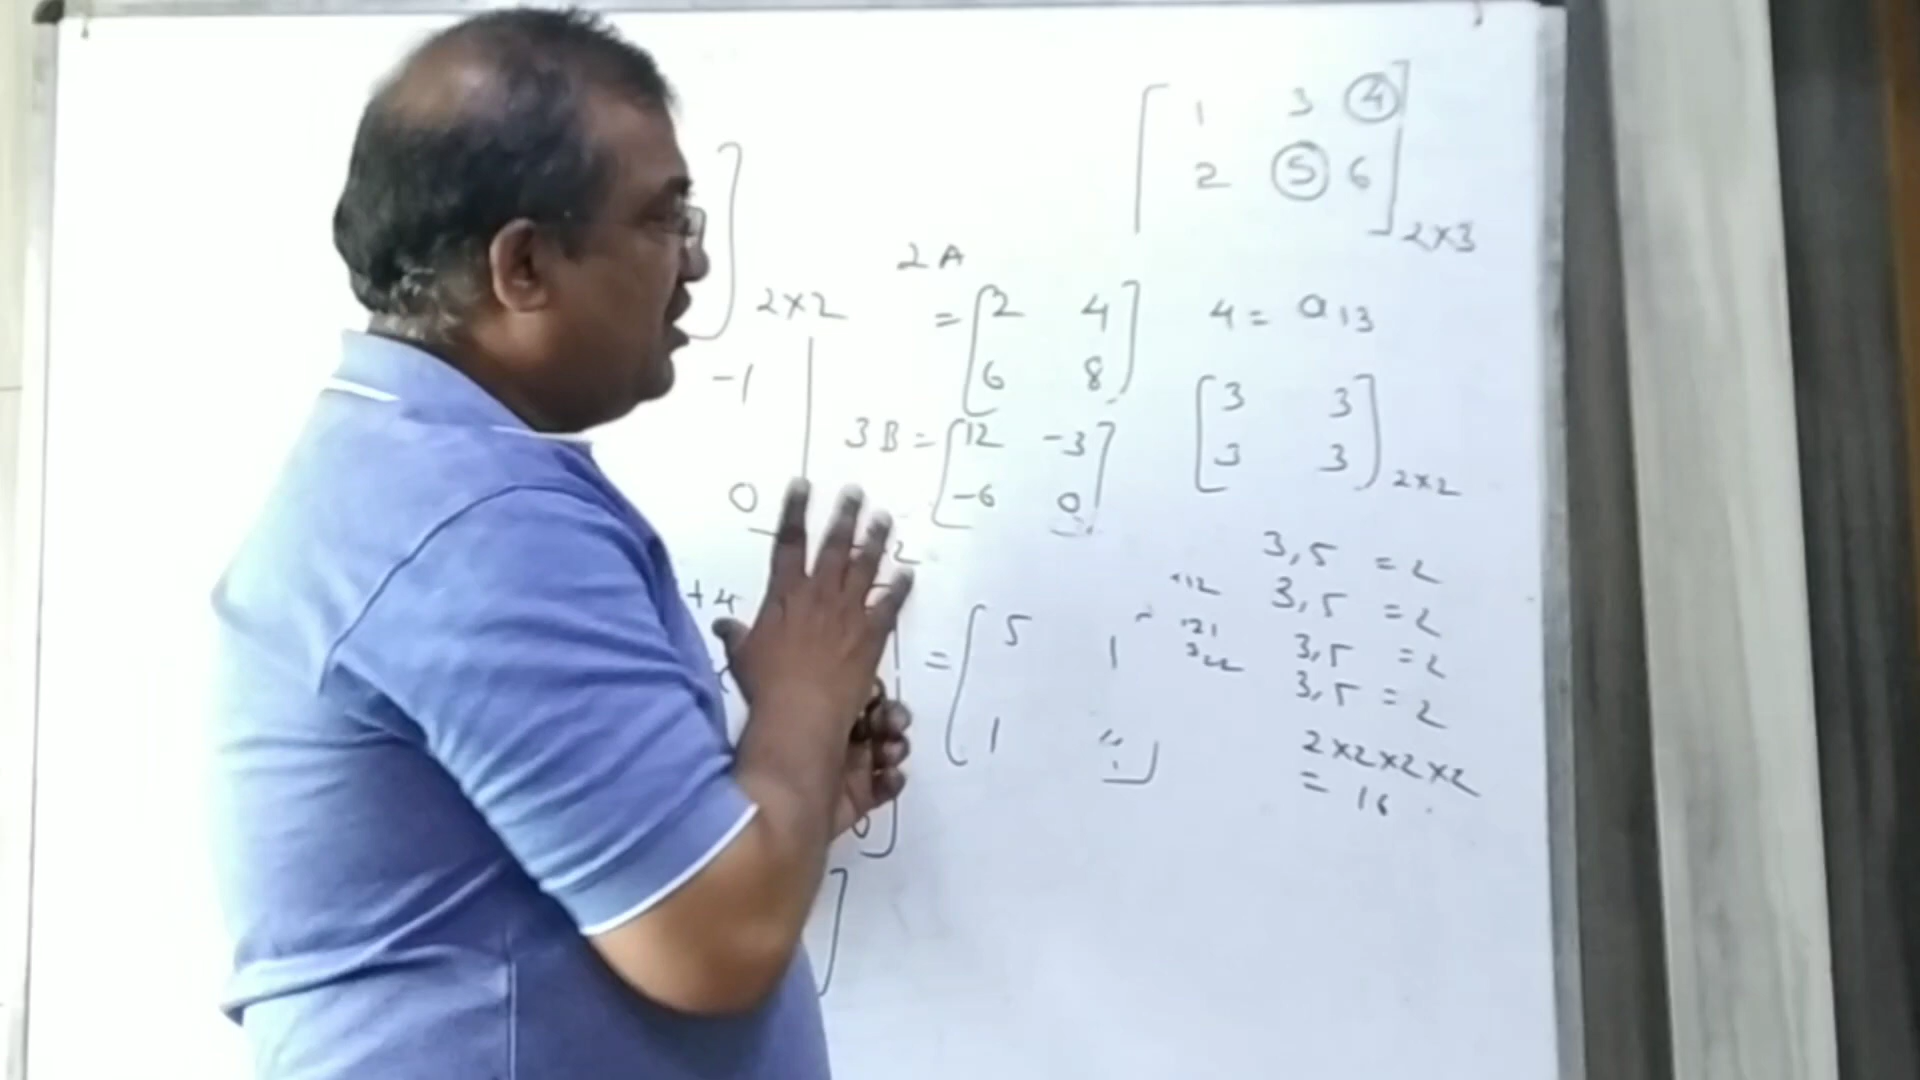 1 3 4
2 5 6
2×3
2×2
2A
= 2 4
6 8
4 = a13
-1
0
3B = 12 -3
-6 0
3 3
3 3
2×2
3,5 = 2
3,5 = 2
3,5 = 2
3,5 = 2
2×2×2×2
= 16
+4
= 5 1
1 4